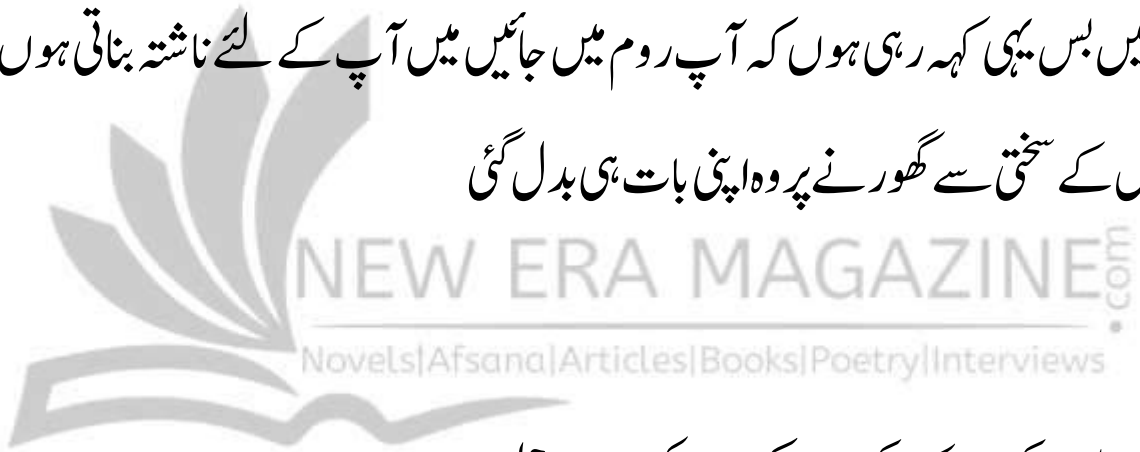 بس یہی کہہ رہی ہوں کہ آپ روم میں جائیں میں آپ کے لئے ناشتہ بناتی ہوں
کے سختی سے گھورنے پر وہ اپنی بات ہی بدل گئی
NEW ERA MAGAZINE.com
Novels|Afsana|Articles|Books|Poetry|Interviews